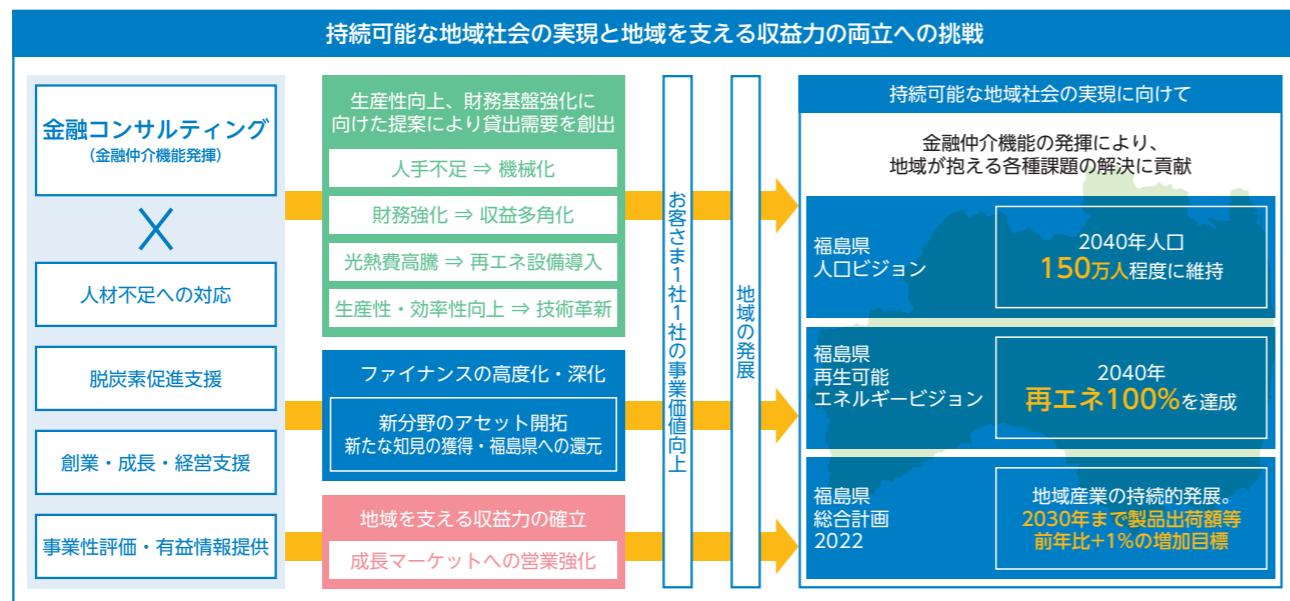 持続可能な地域社会の実現と地域を支える収益力の両立への挑戦
金融コンサルティング
(金融仲介機能発揮)
×
人材不足への対応
脱炭素促進支援
創業・成長・経営支援
事業性評価・有益情報提供
生産性向上、財務基盤強化に
向けた提案により貸出需要を創出
人手不足 ⇒ 機械化
財務強化 ⇒ 収益多角化
光熱費高騰 ⇒ 再エネ設備導入
生産性・効率性向上 ⇒ 技術革新
ファイナンスの高度化・深化
新分野のアセット開拓
新たな知見の獲得・福島県への還元
地域を支える収益力の確立
成長マーケットへの営業強化
お客さま1社1社の事業価値向上
地域の発展
持続可能な地域社会の実現に向けて
金融仲介機能の発揮により、
地域が抱える各種課題の解決に貢献
福島県
人口ビジョン
2040年人口
150万人程度に維持
福島県
再生可能
エネルギービジョン
2040年
再エネ100%を達成
福島県
総合計画
2022
地域産業の持続的発展。
2030年まで製品出荷額等
前年比+1%の増加目標